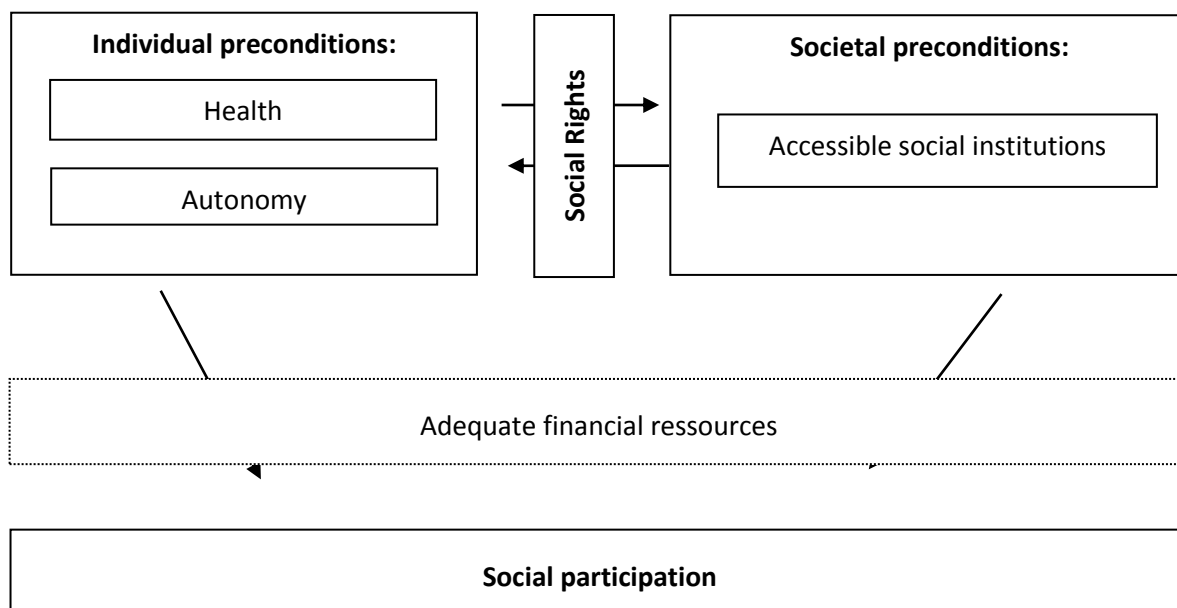 Individual preconditions:
Health
Autonomy
Social Rights
Societal preconditions:
Accessible social institutions
Adequate financial ressources
Social participation